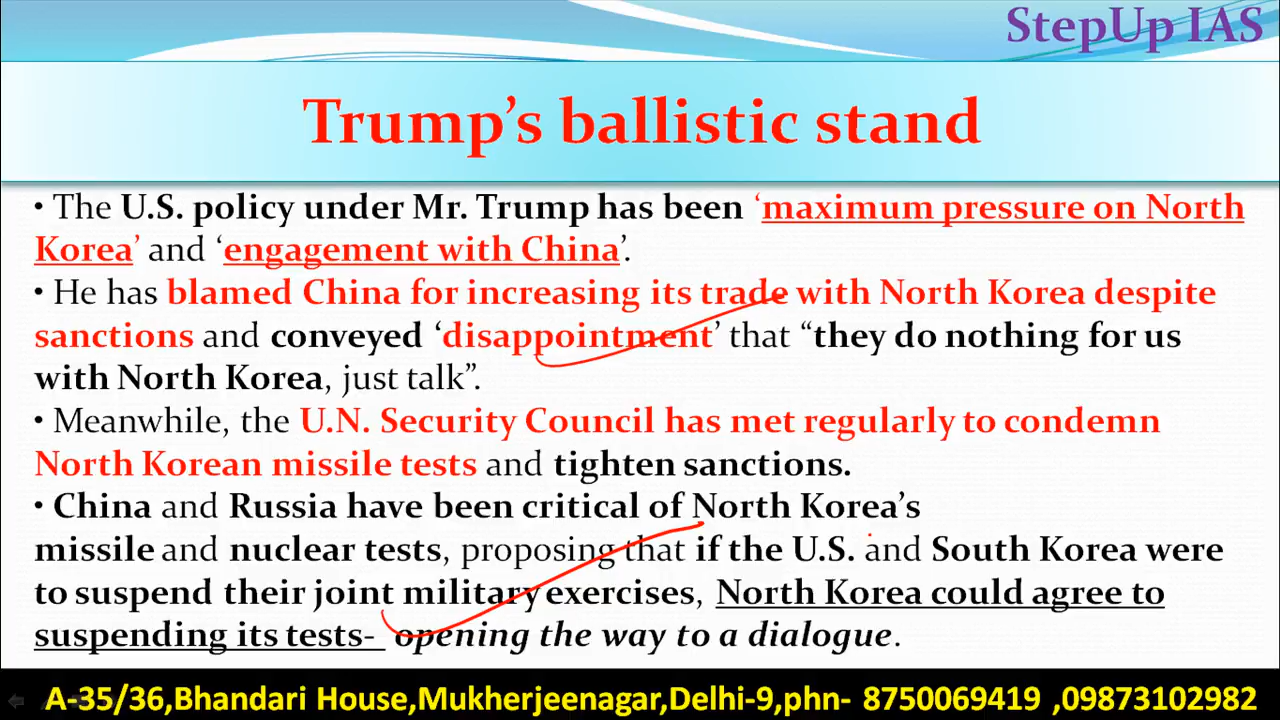 StepUp IAS
Trump’s ballistic stand
• The U.S. policy under Mr. Trump has been ‘maximum pressure on North
Korea’ and ‘engagement with China’.
• He has blamed China for increasing its trade with North Korea despite
sanctions and conveyed ‘disappointment’ that “they do nothing for us
with North Korea, just talk”.
• Meanwhile, the U.N. Security Council has met regularly to condemn
North Korean missile tests and tighten sanctions.
• China and Russia have been critical of North Korea’s
missile and nuclear tests, proposing that if the U.S. and South Korea were
to suspend their joint military exercises, North Korea could agree to
suspending its tests- opening the way to a dialogue.
A-35/36,Bhandari House,Mukherjeenagar,Delhi-9,phn- 8750069419 ,09873102982